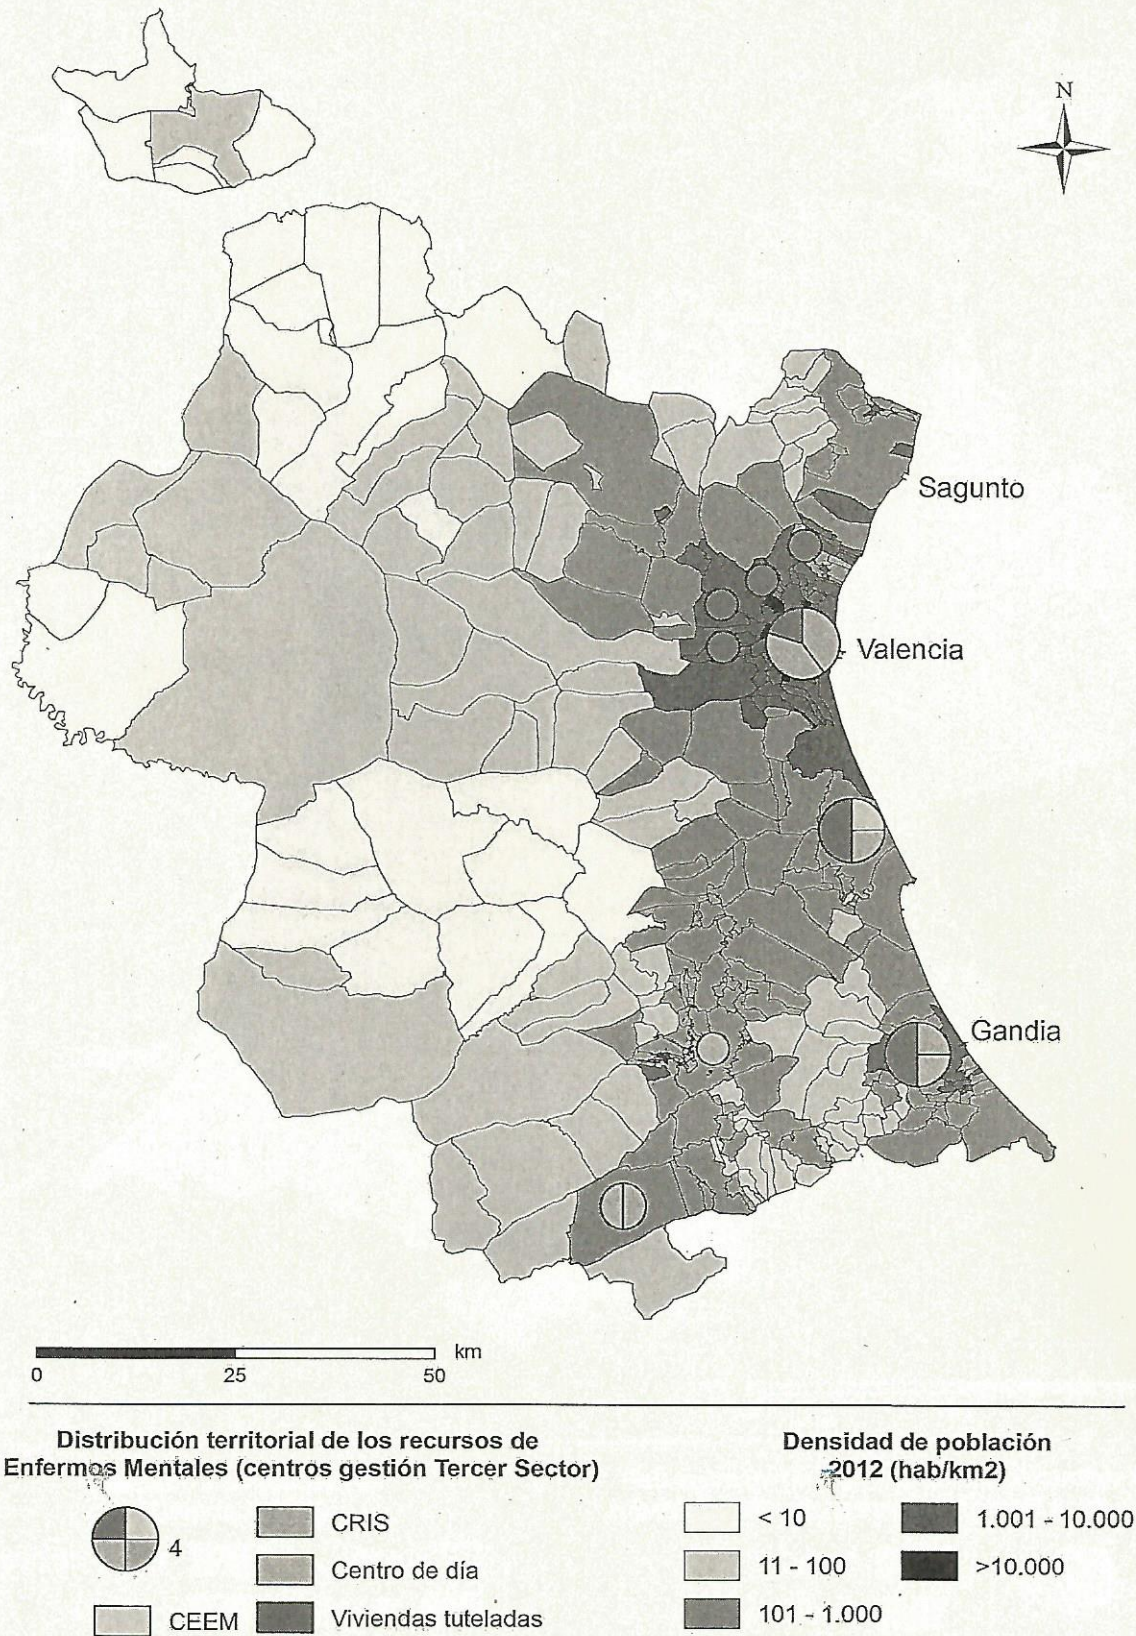 N
Sagunto
Valencia
Gandia
km
0 25 50
Distribución territorial de los recursos de
Enfermos Mentales (centros gestión Tercer Sector)
4
CRIS
Centro de día
CEEM
Viviendas tuteladas
Densidad de población
2012 (hab/km2)
< 10
11 - 100
101 - 1.000
1.001 - 10.000
>10.000